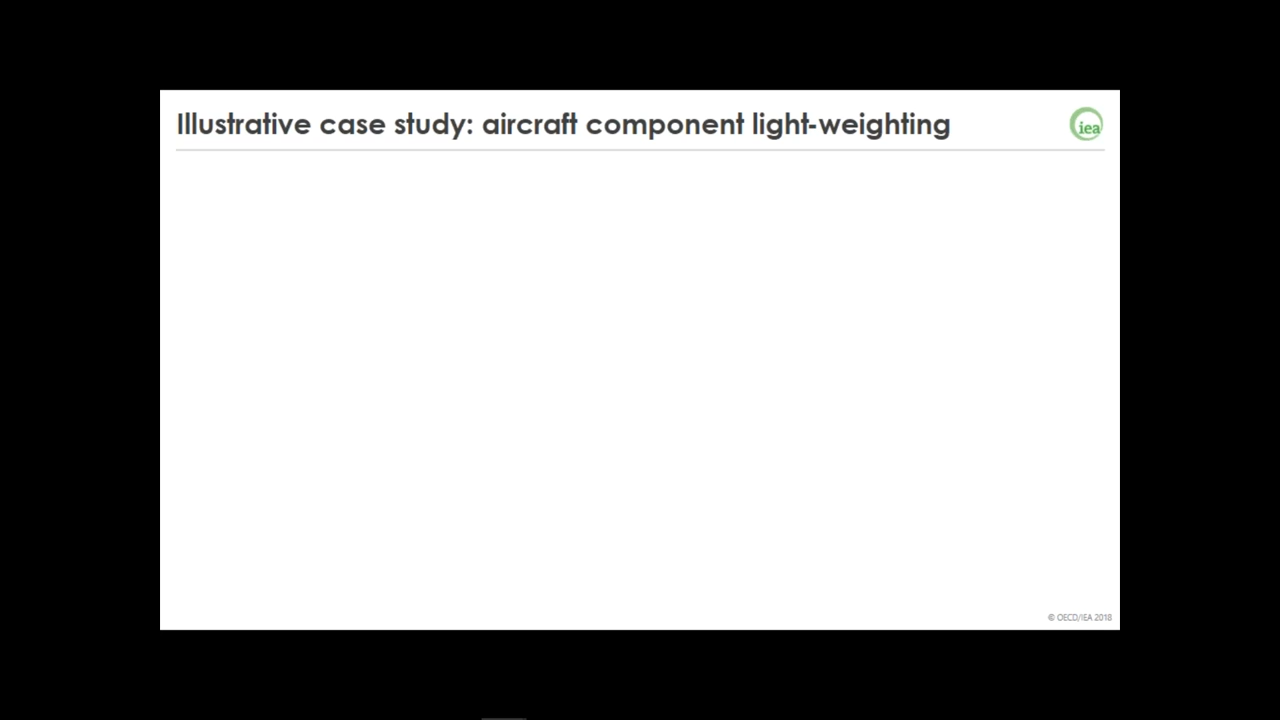 Illustrative case study: aircraft component light-weighting
iea
© OECD/IEA 2018